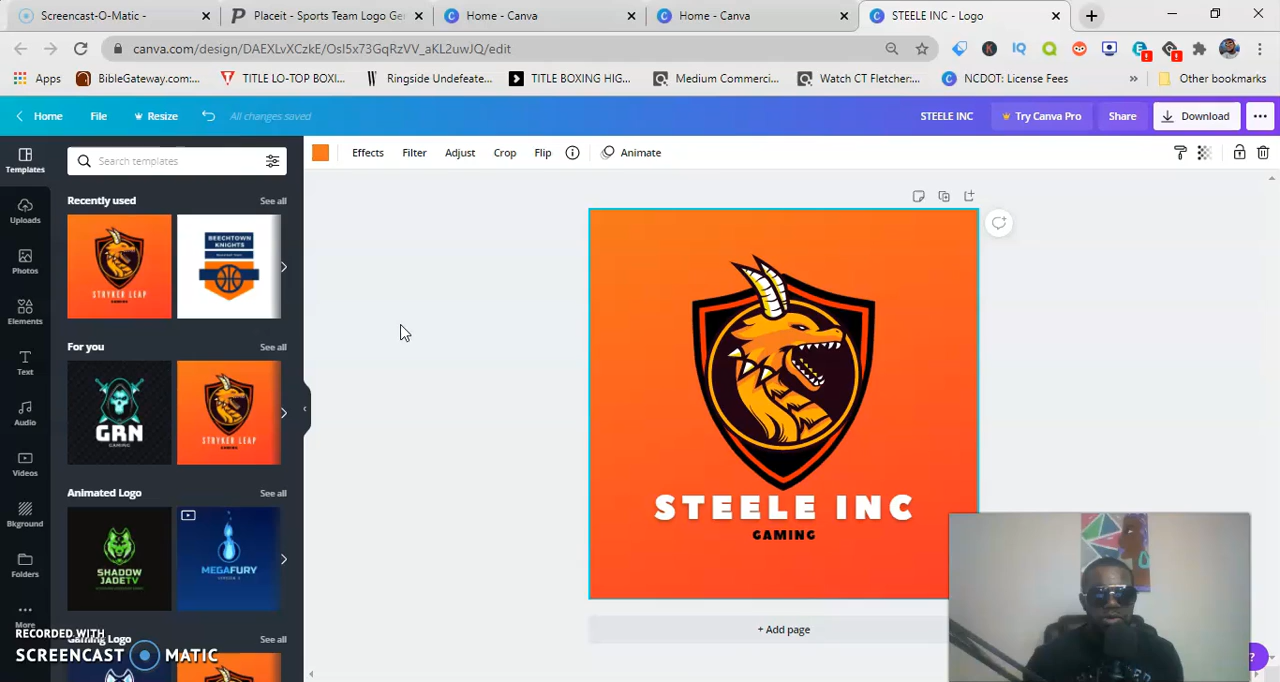 Screencast-O-Matic -
Placeit - Sports Team Logo Ge
Home - Canva
Home - Canva
STEELE INC - Logo
canva.com/design/DAEXLvXCzkE/OsI5x73GqRzVV_aKL2uwJQ/edit
Apps
BibleGateway.com:...
TITLE LO-TOP BOXI...
Ringside Undefeate...
TITLE BOXING HIG...
Medium Commerci...
Watch CT Fletcher:...
NCDOT: License Fees
Other bookmarks
Home
File
Resize
All changes saved
STEELE INC
Try Canva Pro
Share
Download
Templates
Search templates
Effects
Filter
Adjust
Crop
Flip
Animate
Uploads
Photos
Elements
Text
Audio
Videos
Bkground
Folders
More
Recently used
See all
STRYKER LEAP
GAMING
BEECHTOWN
KNIGHTS
For you
See all
GRN
GAMING
STRYKER LEAP
GAMING
Animated Logo
See all
SHADOW
JADETV
MEGAFURY
Gaming Logo
See all
STEELE INC
GAMING
+ Add page
RECORDED WITH
SCREENCAST MATIC